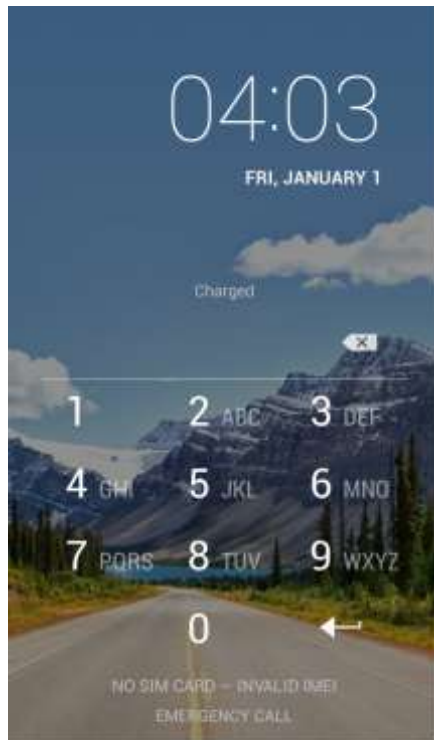 04:03
FRI, JANUARY 1
Charged
1 2 ABC 3 DEF
4 GHI 5 JKL 6 MNO
7 PQRS 8 TUV 9 WXYZ
0
NO SIM CARD — INVALID IMEI
EMERGENCY CALL